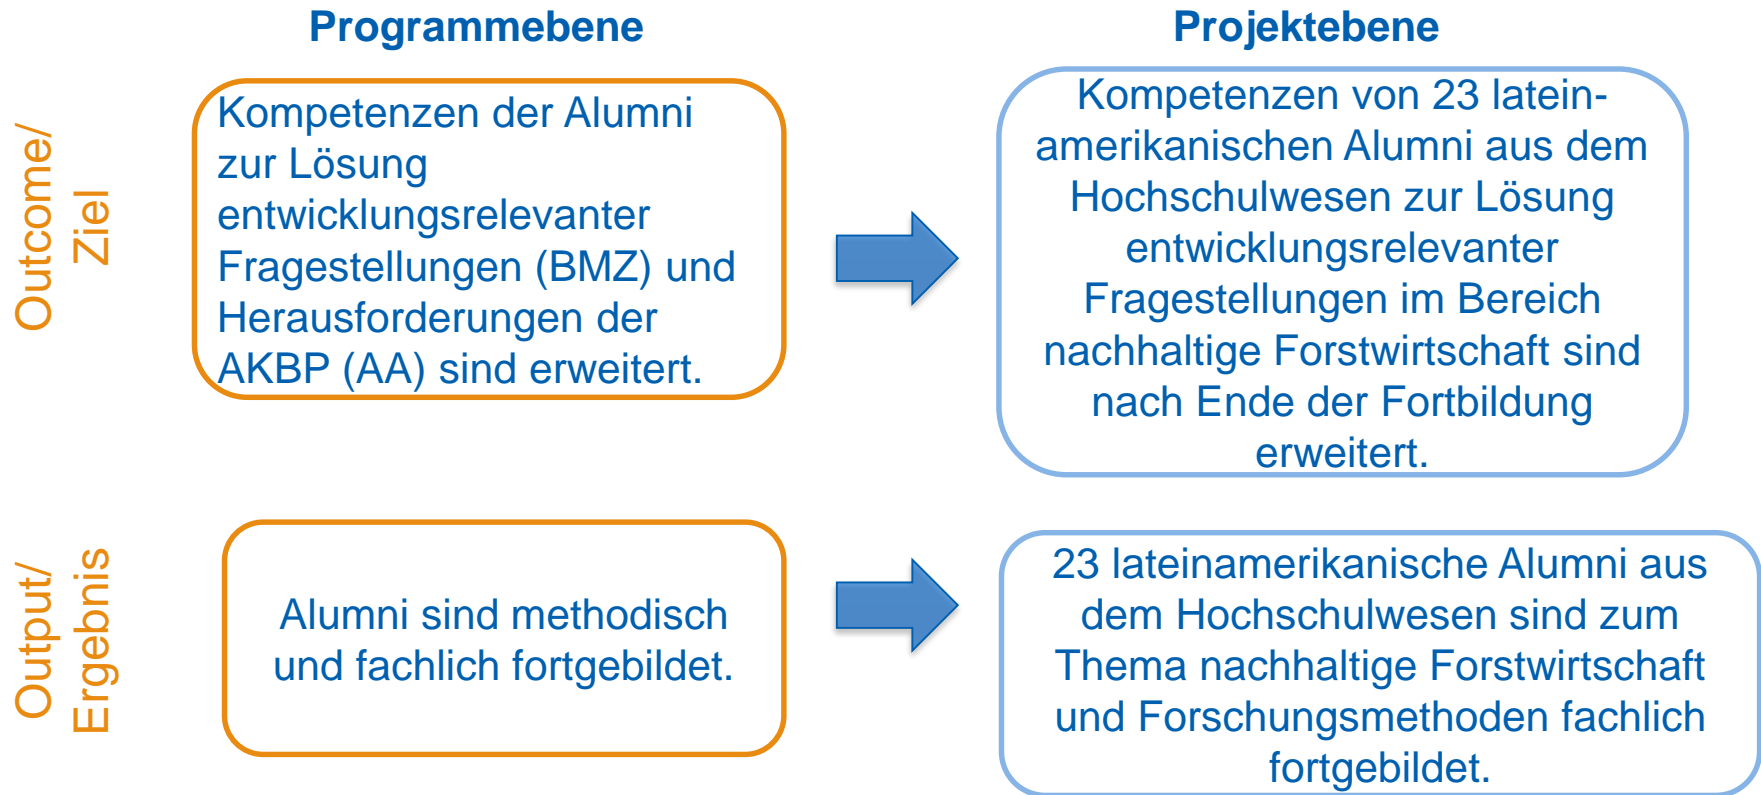 Programmebene
Projektebene
Outcome/
Ziel
Kompetenzen der Alumni
zur Lösung
entwicklungsrelevanter
Fragestellungen (BMZ) und
Herausforderungen der
AKBP (AA) sind erweitert.
Kompetenzen von 23 latein-
amerikanischen Alumni aus dem
Hochschulwesen zur Lösung
entwicklungsrelevanter
Fragestellungen im Bereich
nachhaltige Forstwirtschaft sind
nach Ende der Fortbildung
erweitert.
Output/
Ergebnis
Alumni sind methodisch
und fachlich fortgebildet.
23 lateinamerikanische Alumni aus
dem Hochschulwesen sind zum
Thema nachhaltige Forstwirtschaft
und Forschungsmethoden fachlich
fortgebildet.